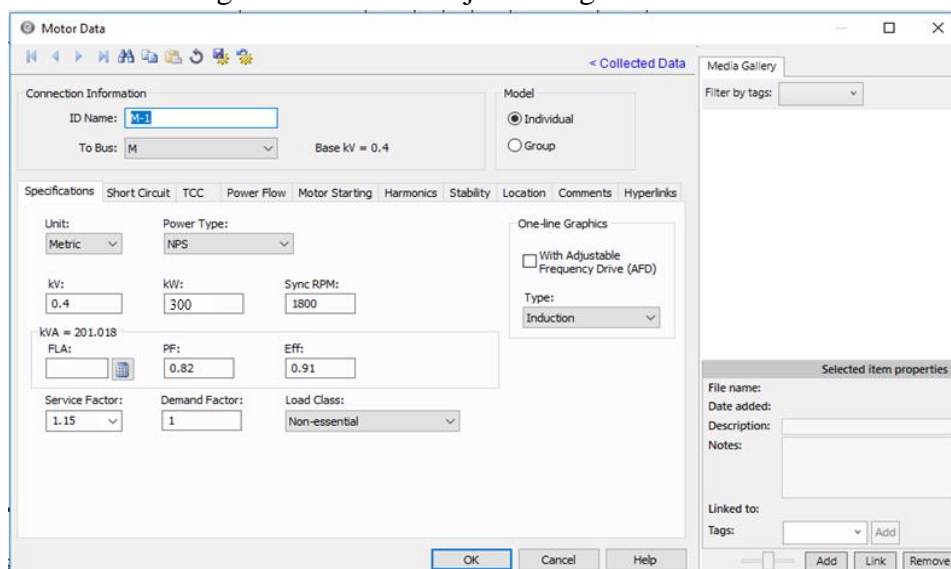 Motor Data
< Collected Data
Connection Information
ID Name: M-1
To Bus: M
Base kV = 0.4
Model
Individual
Group
Specifications Short Circuit TCC Power Flow Motor Starting Harmonics Stability Location Comments Hyperlinks
Unit: Power Type:
Metric NPS
kV: kW: Sync RPM:
0.4 300 1800
kVA = 201.018
FLA: PF: Eff:
0.82 0.91
Service Factor: Demand Factor: Load Class:
1.15 1 Non-essential
One-line Graphics
With Adjustable
Frequency Drive (AFD)
Type:
Induction
OK Cancel Help
Media Gallery
Filter by tags:
Selected item properties
File name:
Date added:
Description:
Notes:
Linked to:
Tags: Add
Add Link Remove